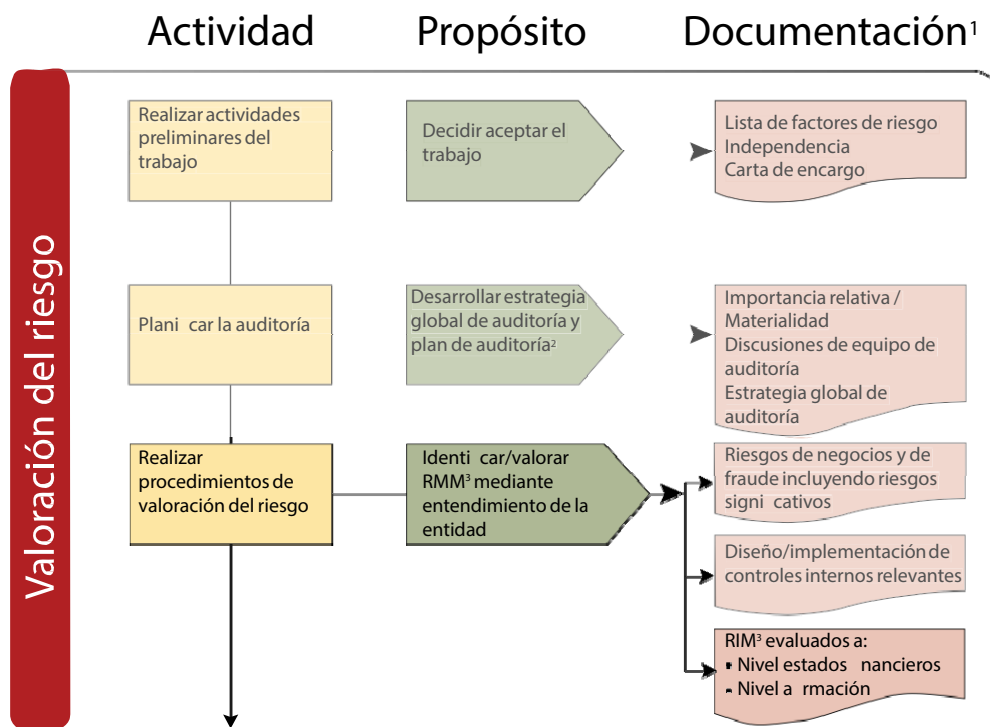 Actividad
Propósito
Documentación¹
Valoración del riesgo
Realizar actividades
preliminares del
trabajo
Decidir aceptar el
trabajo
Lista de factores de riesgo
Independencia
Carta de encargo
Plani car la auditoría
Desarrollar estrategia
global de auditoría y
plan de auditoría²
Importancia relativa /
Materialidad
Discusiones de equipo de
auditoría
Estrategia global de
auditoría
Realizar
procedimientos de
valoración del riesgo
Identi car/valorar
RMM³ mediante
entendimiento de la
entidad
Riesgos de negocios y de
fraude incluyendo riesgos
signi cativos
Diseño/implementación de
controles internos relevantes
RIM³ evaluados a:
• Nivel estados nancieros
• Nivel a rmación